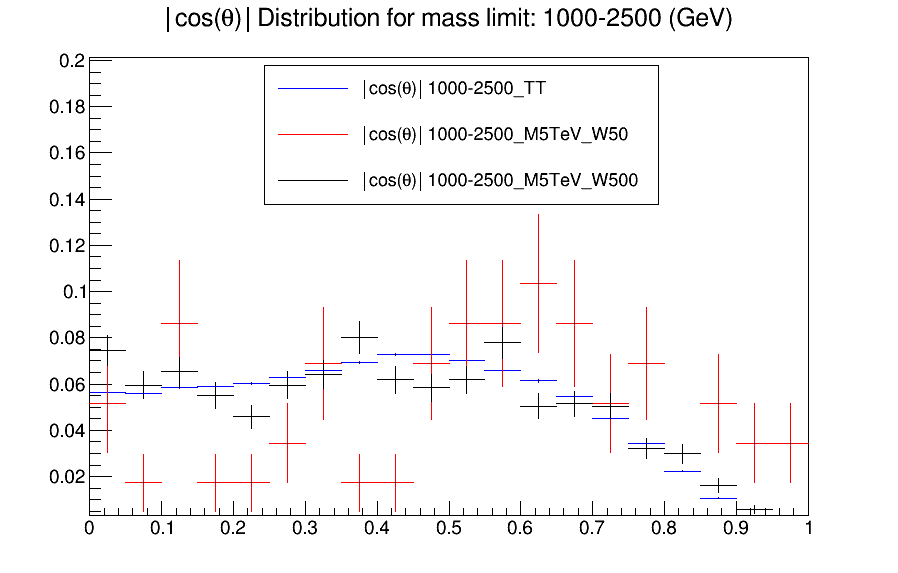 |cos(θ)| Distribution for mass limit: 1000-2500 (GeV)
|cos(θ)| 1000-2500_TT
|cos(θ)| 1000-2500_M5TeV_W50
|cos(θ)| 1000-2500_M5TeV_W500
0.2
0.18
0.16
0.14
0.12
0.1
0.08
0.06
0.04
0.02
0 0.1 0.2 0.3 0.4 0.5 0.6 0.7 0.8 0.9 1